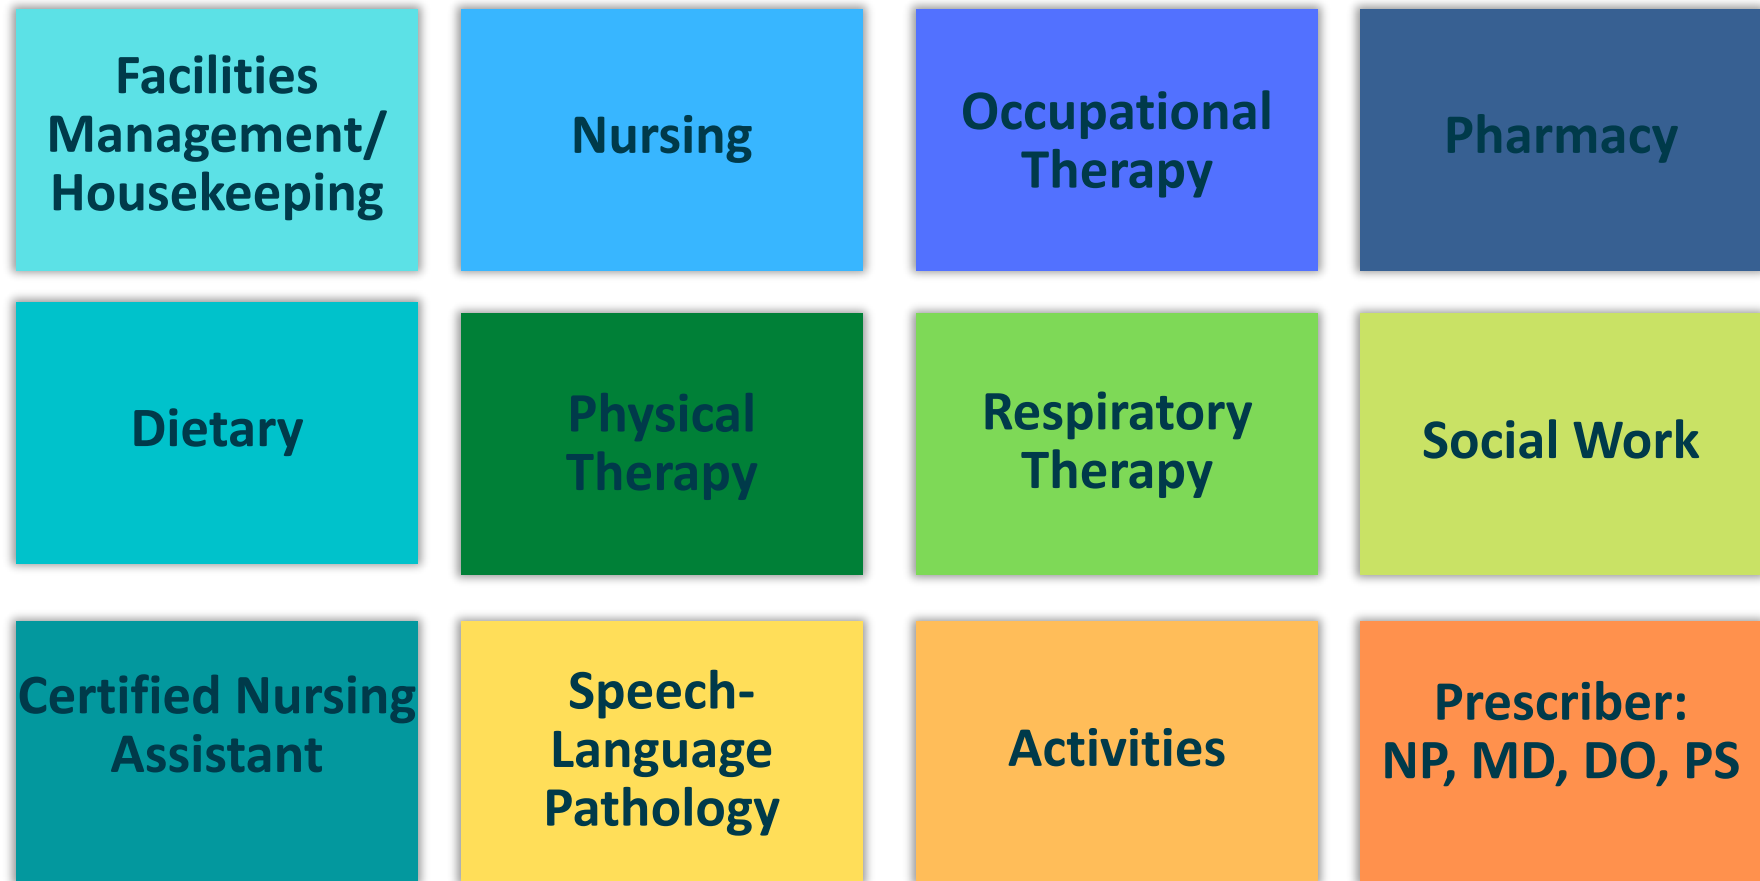 Facilities
Management/
Housekeeping
Nursing
Occupational
Therapy
Pharmacy
Dietary
Physical
Therapy
Respiratory
Therapy
Social Work
Certified Nursing
Assistant
Speech-
Language
Pathology
Activities
Prescriber:
NP, MD, DO, PS